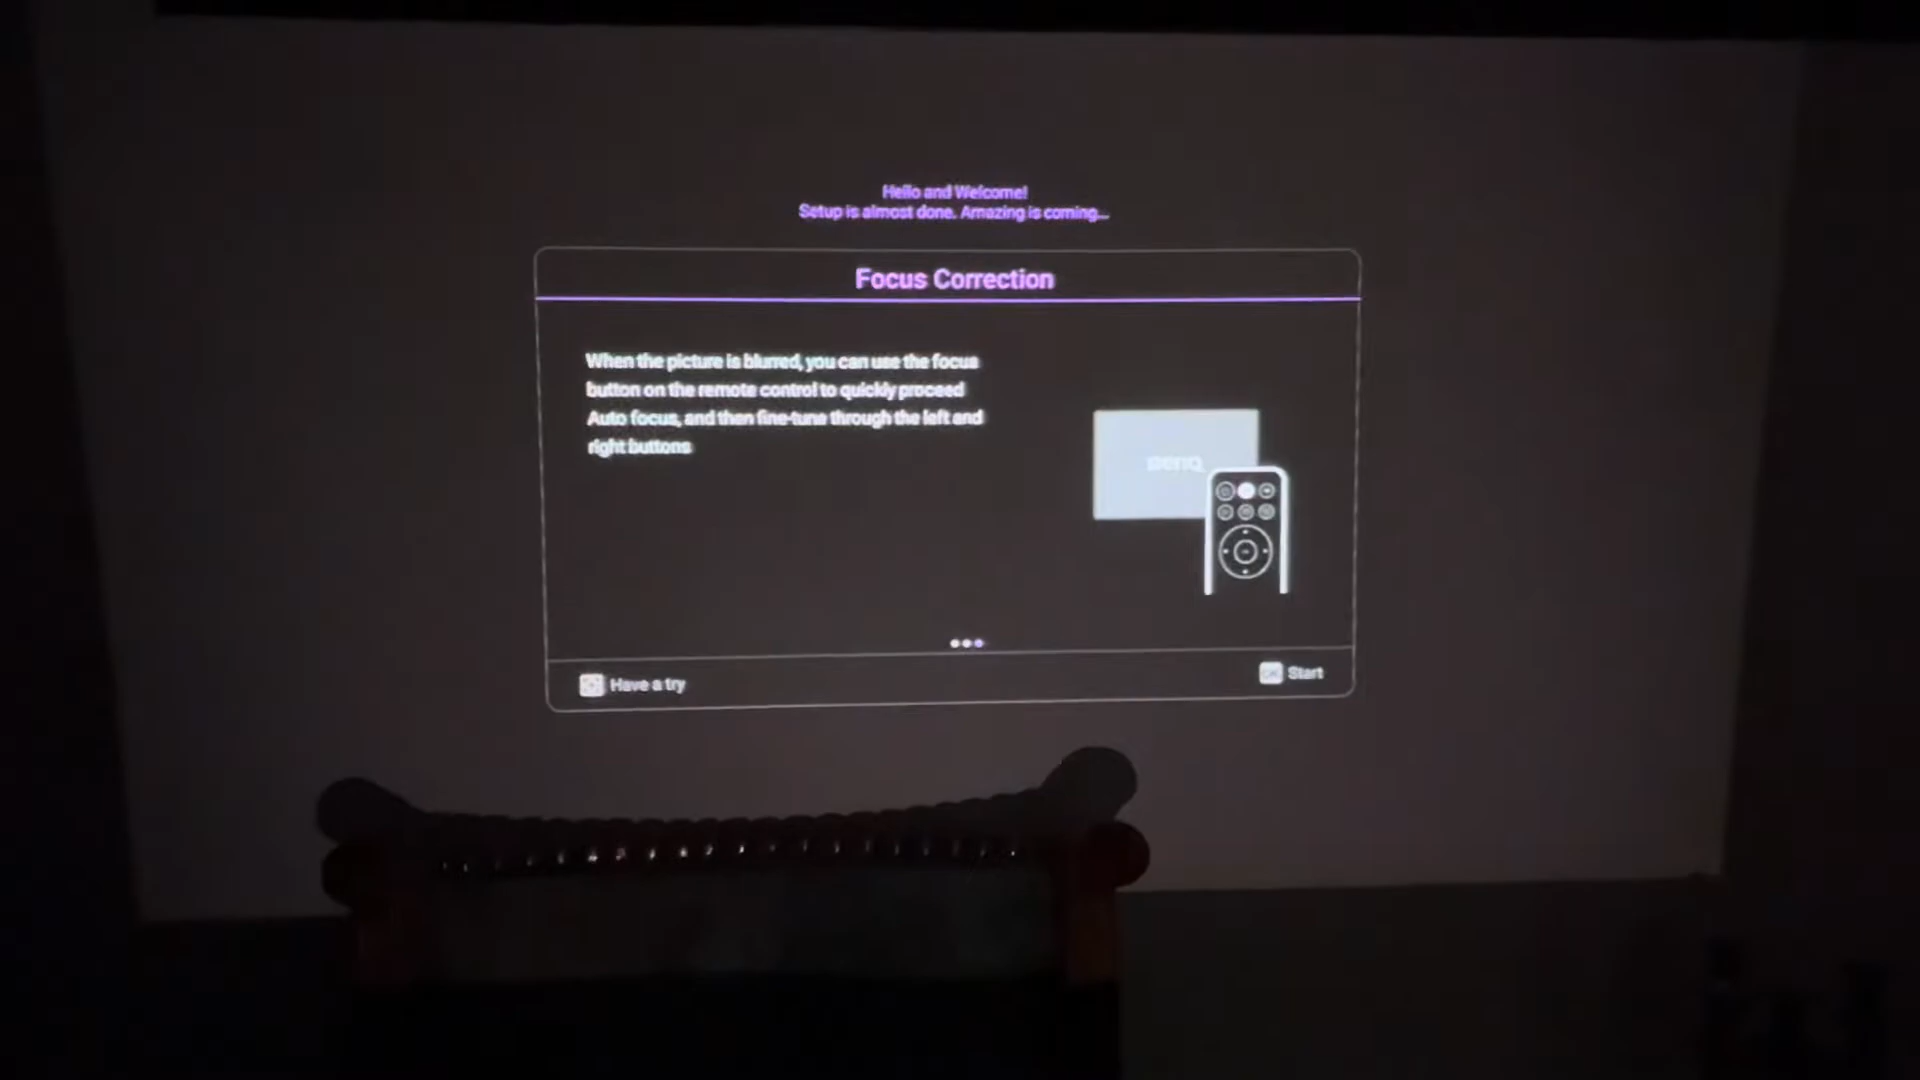 Hello and Welcome!
Setup is almost done. Amazing is coming...
Focus Correction
When the picture is blurred, you can use the focus
button on the remote control to quickly proceed
Auto focus, and then fine-tune through the left and
right buttons
BenQ
Have a try
OK Start